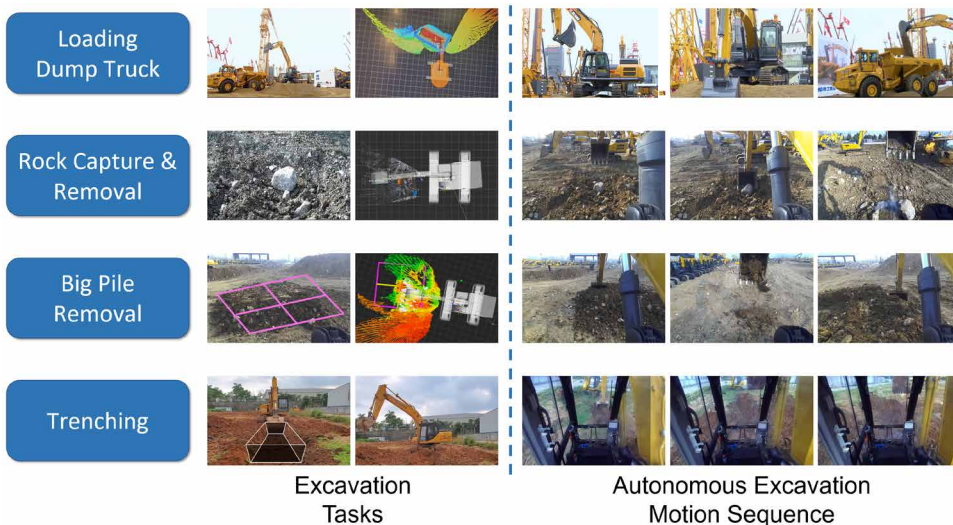 Loading
Dump Truck
Rock Capture &
Removal
Big Pile
Removal
Trenching
Excavation
Tasks
Autonomous Excavation
Motion Sequence